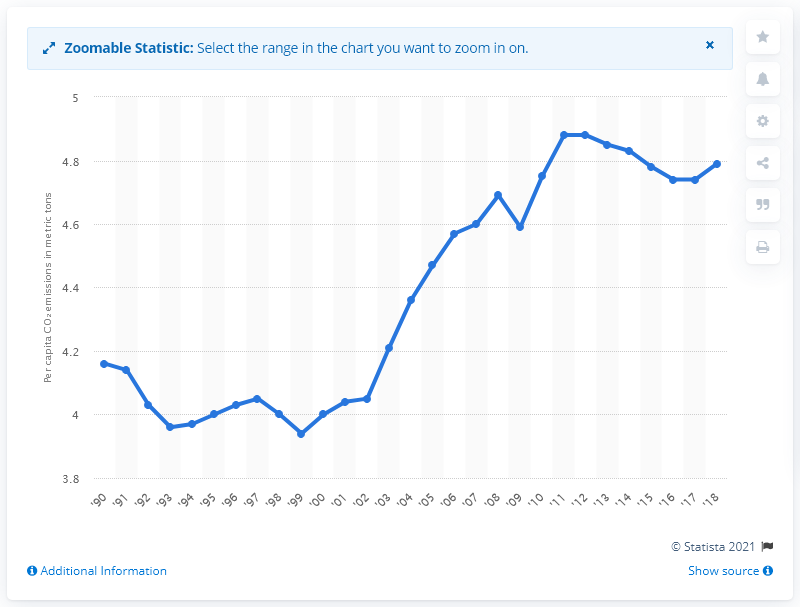 Zoomable Statistic: Select the range in the chart you want to zoom in on.
×
5
4.8
4.6
4.4
4.2
4
3.8
Per capita CO₂ emissions in metric tons
'90 '91 '92 '93 '94 '95 '96 '97 '98 '99 '00 '01 '02 '03 '04 '05 '06 '07 '08 '09 '10 '11 '12 '13 '14 '15 '16 '17 '18
© Statista 2021
Additional Information
Show source